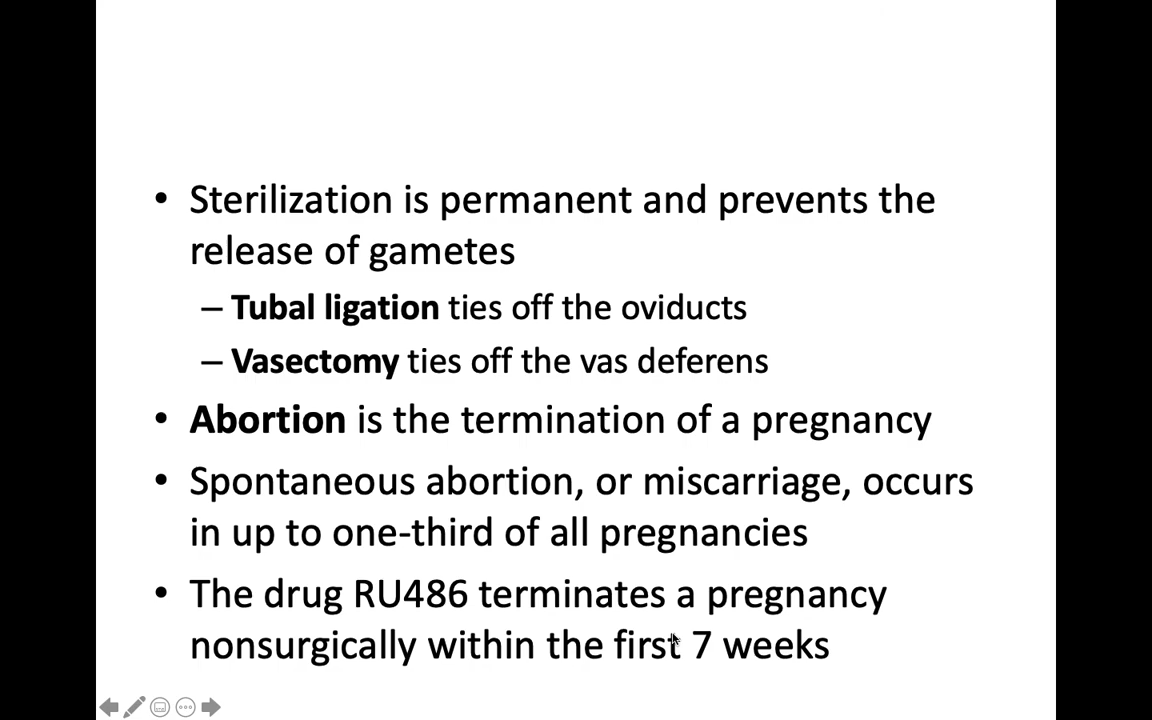 • Sterilization is permanent and prevents the
release of gametes
– Tubal ligation ties off the oviducts
– Vasectomy ties off the vas deferens
• Abortion is the termination of a pregnancy
• Spontaneous abortion, or miscarriage, occurs
in up to one-third of all pregnancies
• The drug RU486 terminates a pregnancy
nonsurgically within the first 7 weeks